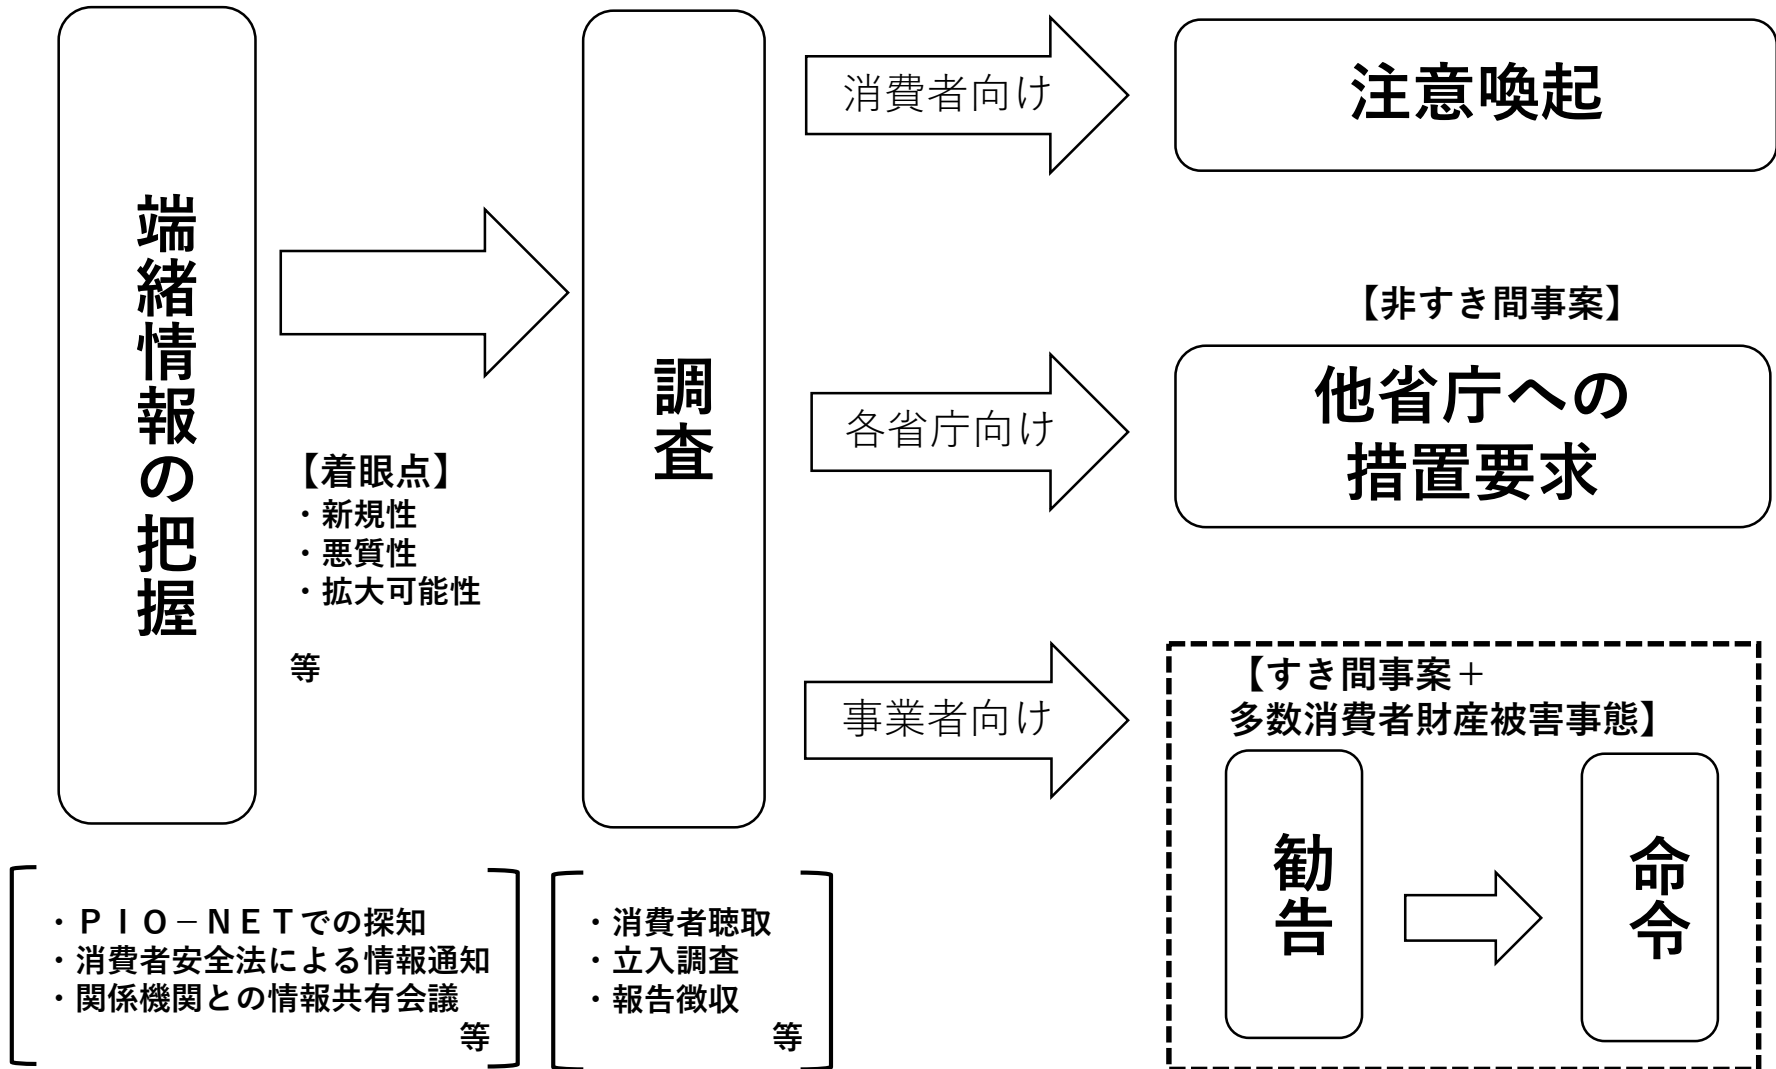 端緒情報の把握
・ＰＩＯ－ＮＥＴでの探知
・消費者安全法による情報通知
・関係機関との情報共有会議
等
【着眼点】
・新規性
・悪質性
・拡大可能性
等
調査
・消費者聴取
・立入調査
・報告徴収
等
消費者向け
注意喚起
各省庁向け
【非すき間事案】
他省庁への
措置要求
事業者向け
【すき間事案＋
多数消費者財産被害事態】
勧告
命令